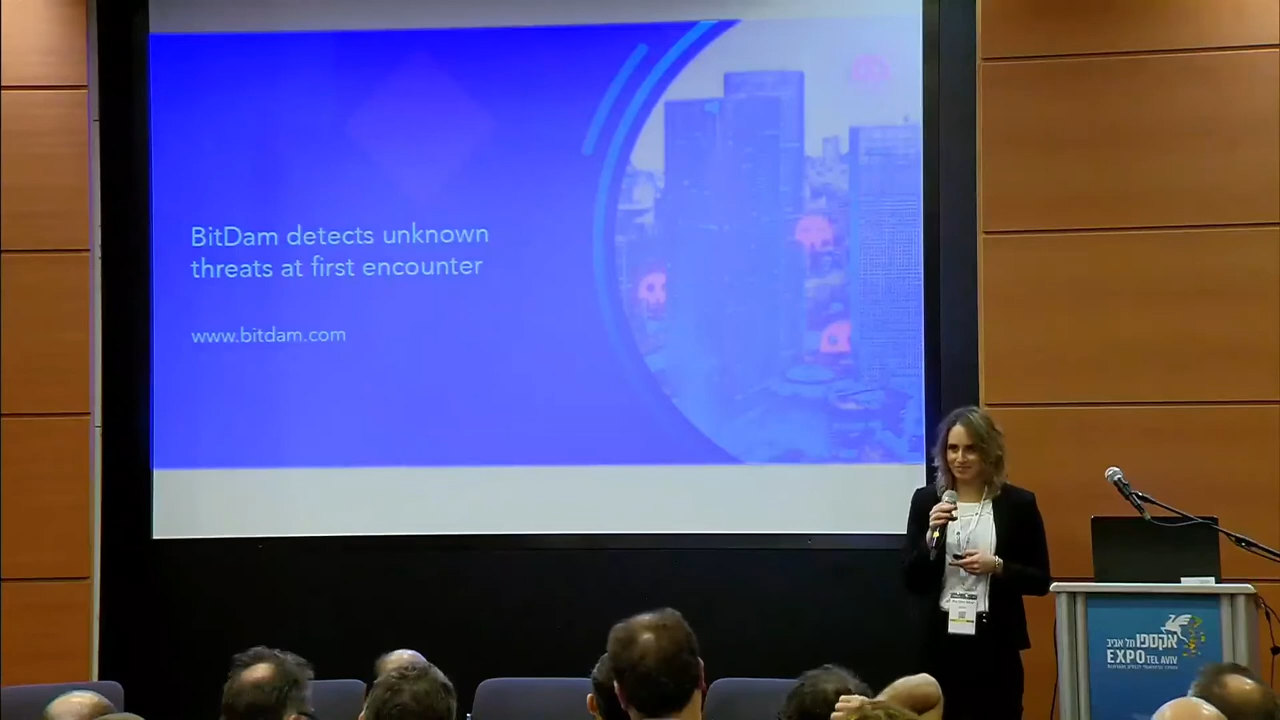 BitDam detects unknown
threats at first encounter
www.bitdam.com
אקספו תל אביב
EXPO TEL AVIV